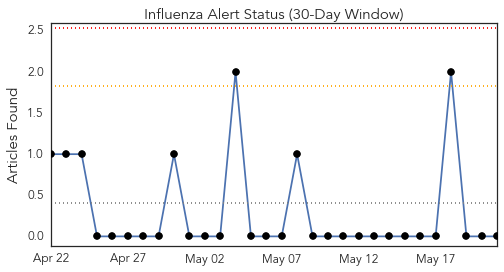 Influenza Alert Status (30-Day Window)
Articles Found
2.5
2.0
1.5
1.0
0.5
0.0
Apr 22
Apr 27
May 02
May 07
May 12
May 17